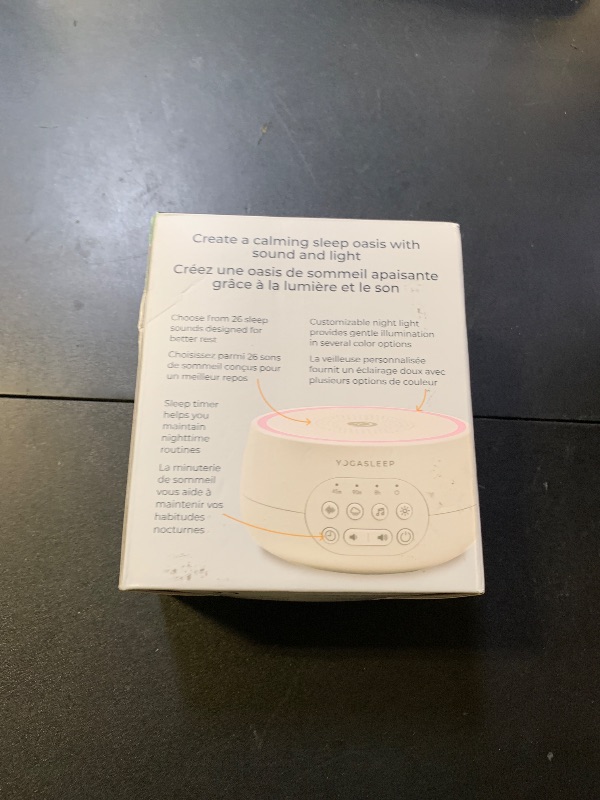 Create a calming sleep oasis with
sound and light
Créez une oasis de sommeil apaisante
grâce à la lumière et le son
Choose from 26 sleep
sounds designed for
better rest
Choisissez parmi 26 sons
de sommeil conçus pour
un meilleur repos
Customizable night light
provides gentle illumination
in several color options
La veilleuse personnalisée
fournit un éclairage doux avec
plusieurs options de couleur
Sleep timer
helps you
maintain
nighttime
routines
La minuterie
de sommeil
vous aide à
maintenir vos
habitudes
nocturnes
YOGASLEEP